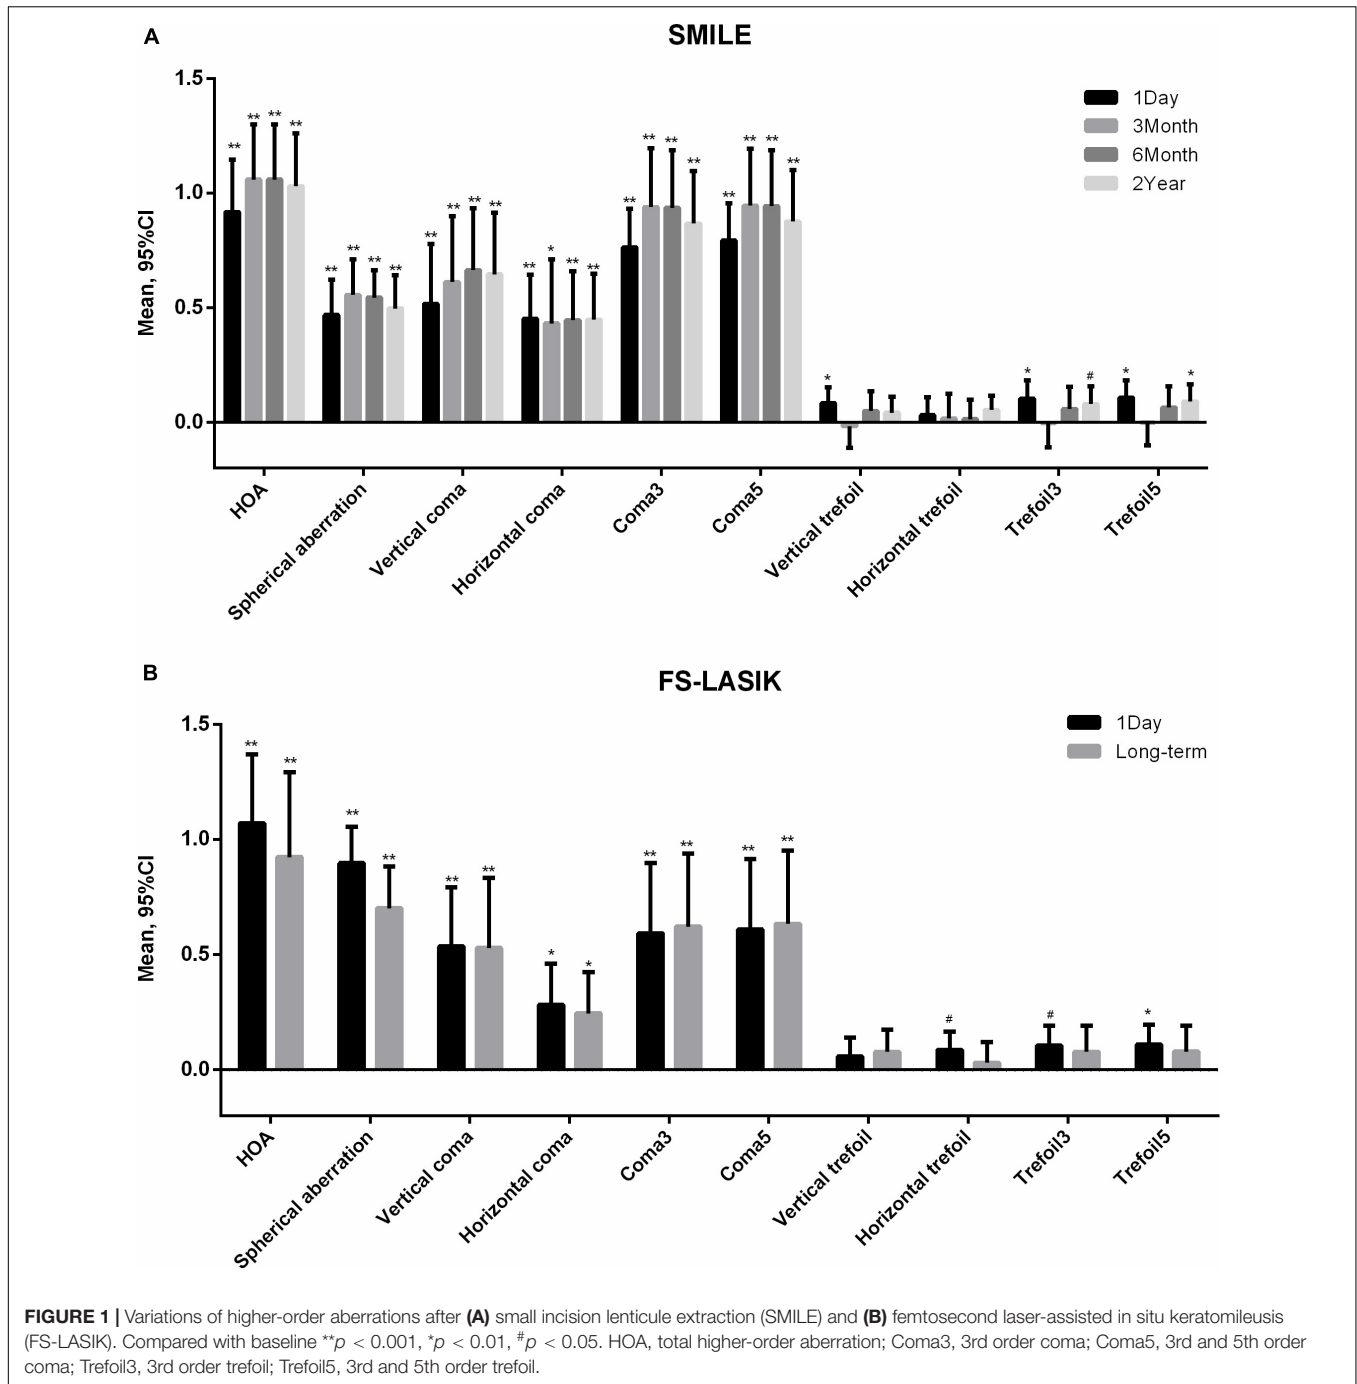 A
SMILE
1.5
1.0
0.5
0.0
Mean, 95%CI
1Day
3Month
6Month
2Year
** ** ** **
** ** ** **
** ** ** **
** * ** **
** ** ** **
** ** ** **
*
* #
* *
HOA
Spherical aberration
Vertical coma
Horizontal coma
Coma3
Coma5
Vertical trefoil
Horizontal trefoil
Trefoil3
Trefoil5
B
FS-LASIK
1.5
1.0
0.5
0.0
Mean, 95%CI
1Day
Long-term
** **
** **
** **
* *
** **
** **
#
#
*
HOA
Spherical aberration
Vertical coma
Horizontal coma
Coma3
Coma5
Vertical trefoil
Horizontal trefoil
Trefoil3
Trefoil5
FIGURE 1 | Variations of higher-order aberrations after (A) small incision lenticule extraction (SMILE) and (B) femtosecond laser-assisted in situ keratomileusis
(FS-LASIK). Compared with baseline **p < 0.001, *p < 0.01, #p < 0.05. HOA, total higher-order aberration; Coma3, 3rd order coma; Coma5, 3rd and 5th order
coma; Trefoil3, 3rd order trefoil; Trefoil5, 3rd and 5th order trefoil.